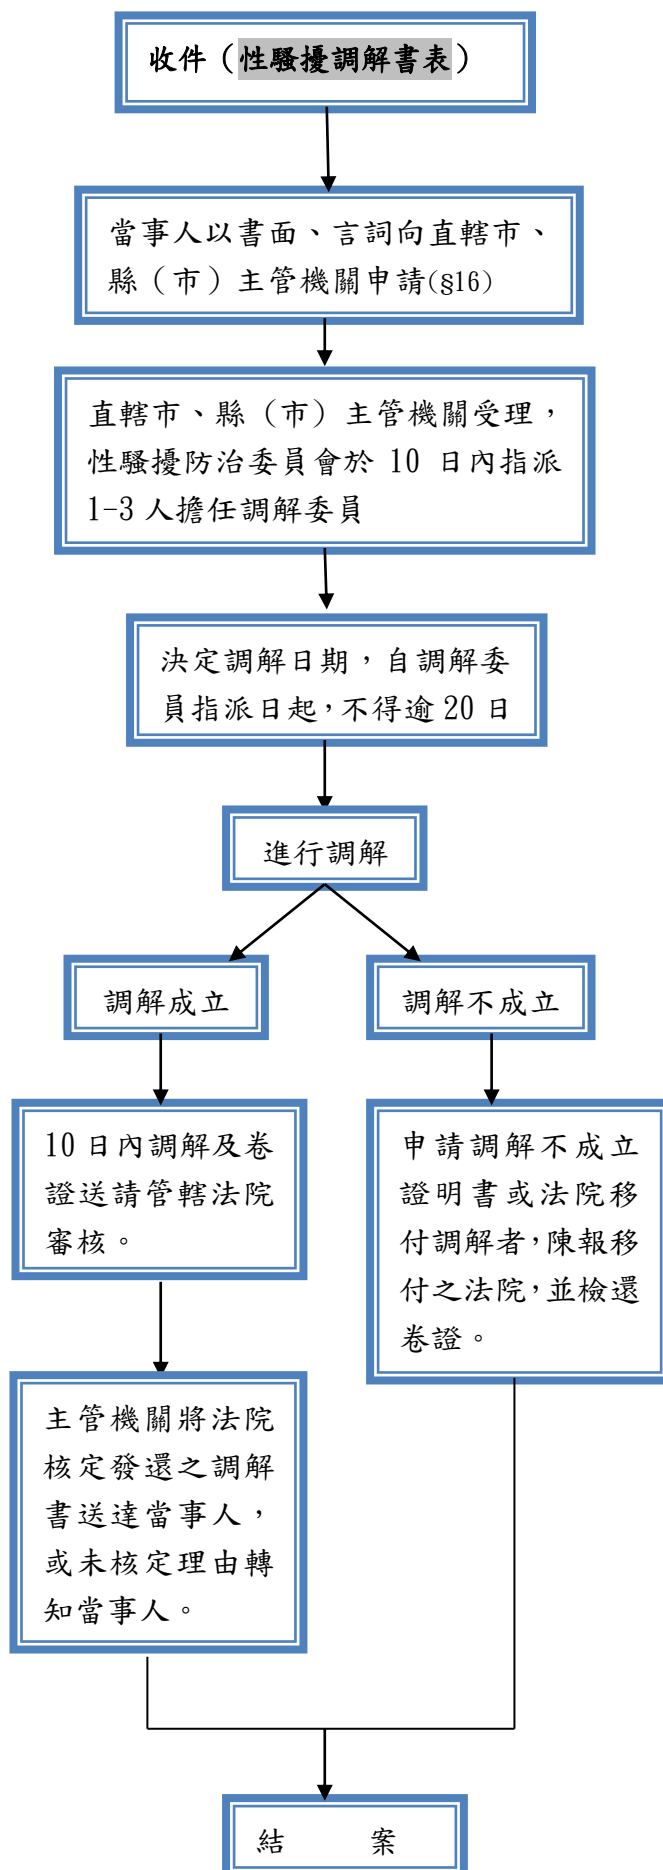 收件（性騷擾調解書表）
當事人以書面、言詞向直轄市、
縣（市）主管機關申請(§16)
直轄市、縣（市）主管機關受理，
性騷擾防治委員會於 10 日內指派
1-3 人擔任調解委員
決定調解日期，自調解委
員指派日起，不得逾 20 日
進行調解
調解成立
調解不成立
10 日內調解及卷
證送請管轄法院
審核。
申請調解不成立
證明書或法院移
付調解者，陳報移
付之法院，並檢還
卷證。
主管機關將法院
核定發還之調解
書送達當事人，
或未核定理由轉
知當事人。
結 案